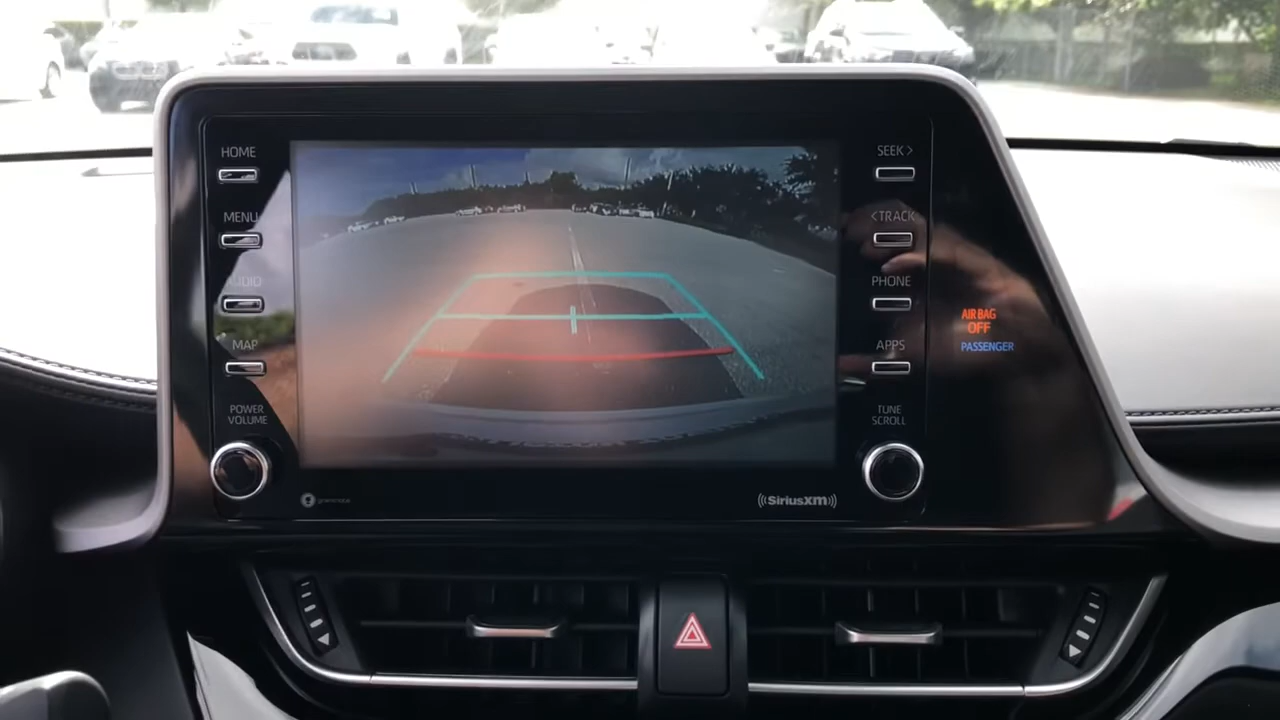 HOME
MENU
AUDIO
MAP
POWER
VOLUME
SEEK >
< TRACK
PHONE
APPS
TUNE
SCROLL
AIR BAG
OFF
PASSENGER
SiriusXM